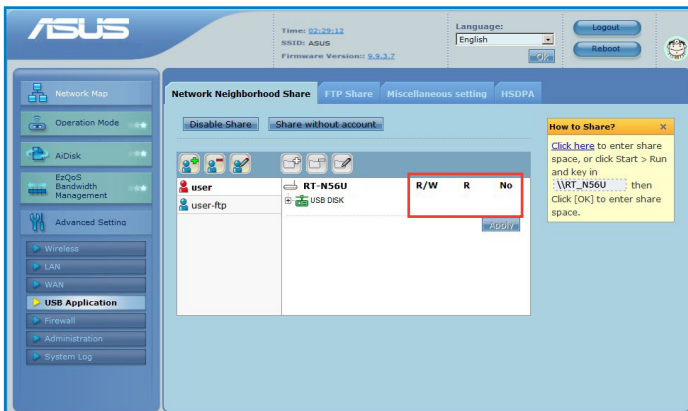 ASUS
Time: 02:29:12
SSID: ASUS
Firmware Version:: 9.9.3.7
Language:
English
OK
Logout
Reboot
Network Map
Operation Mode
AiDisk
EzQoS
Bandwidth
Management
Advanced Setting
Wireless
LAN
WAN
USB Application
Firewall
Administration
System Log
Network Neighborhood Share
FTP Share
Miscellaneous setting
HSDPA
Disable Share
Share without account
user
user-ftp
RT-N56U
R/W
R
No
USB DISK
Apply
How to Share? ×
Click here to enter share
space, or click Start > Run
and key in
\\RT_N56U then
Click [OK] to enter share
space.